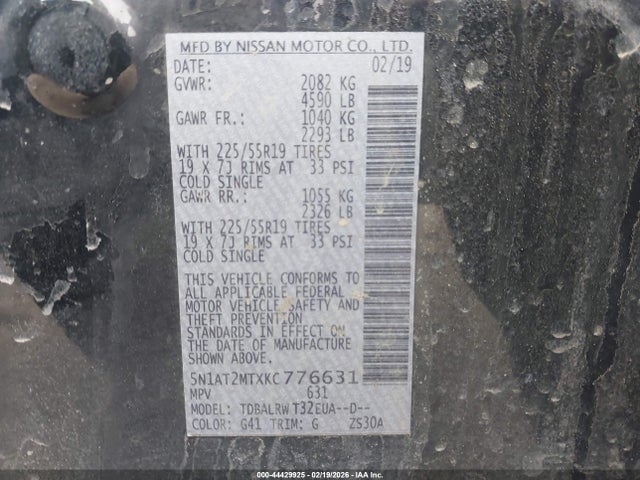 MFD BY NISSAN MOTOR CO., LTD.
DATE: 02/19
GVWR: 2082 KG
4590 LB
GAWR FR.: 1040 KG
2293 LB
WITH 225/55R19 TIRES
19 X 7J RIMS AT 33 PSI
COLD SINGLE
GAWR RR.: 1055 KG
2326 LB
WITH 225/55R19 TIRES
19 X 7J RIMS AT 33 PSI
COLD SINGLE
THIS VEHICLE CONFORMS TO
ALL APPLICABLE FEDERAL
MOTOR VEHICLE SAFETY AND
THEFT PREVENTION
STANDARDS IN EFFECT ON
THE DATE OF MANUFACTURE
SHOWN ABOVE.
5N1AT2MTXKC776631
MPV 631
MODEL: TDBALRW T32EUA--D--
COLOR: G41 TRIM: G ZS30A
000-44429925 - 02/19/2026 - IAAI.COM